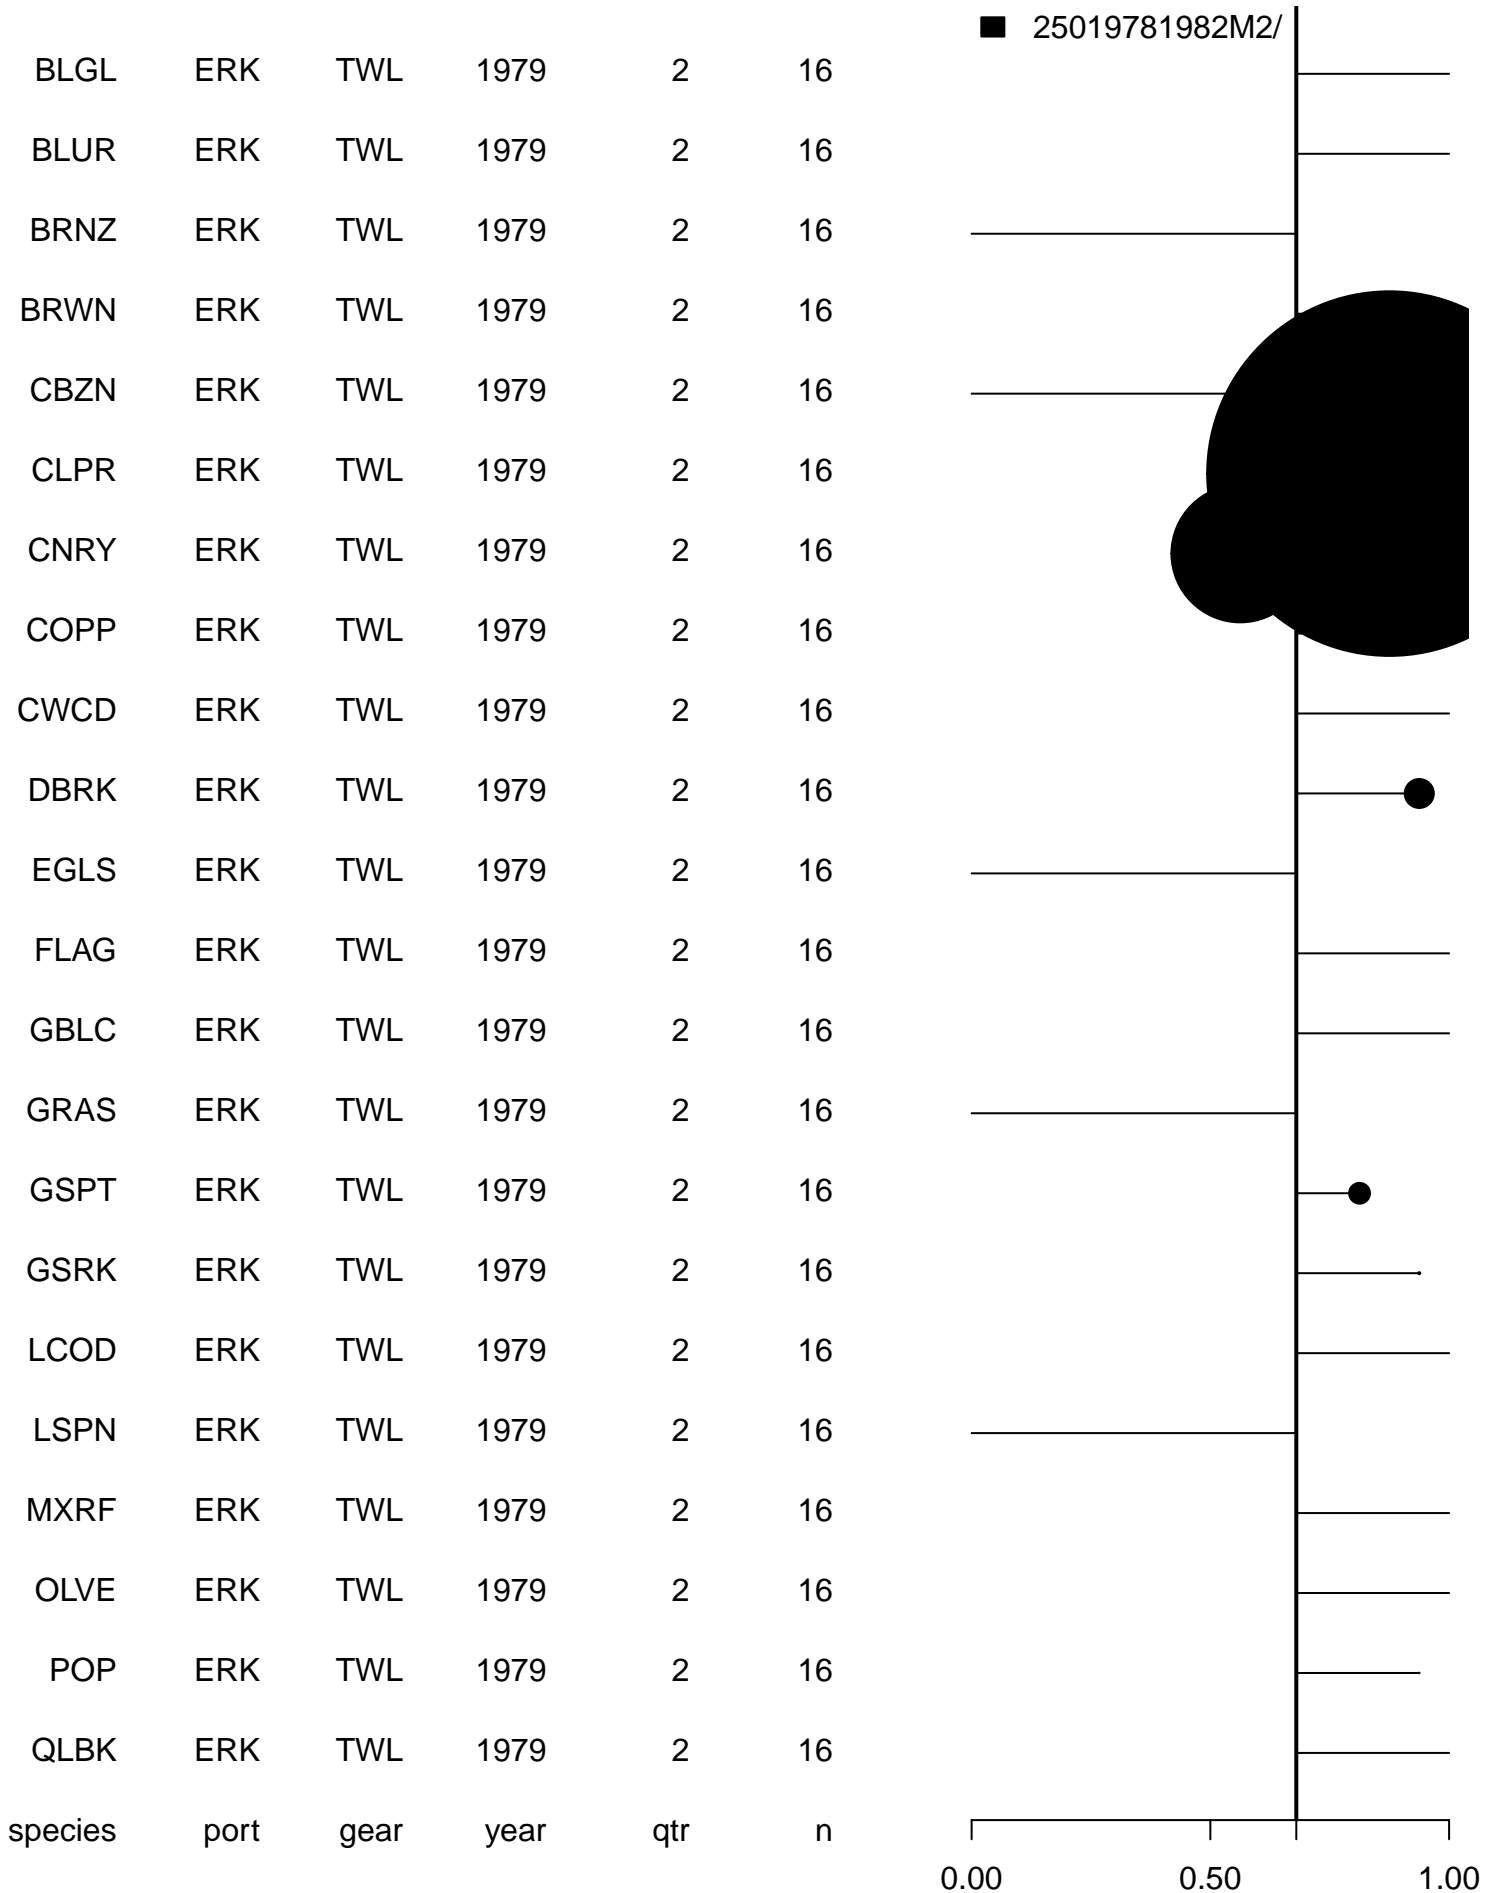 25019781982M2/
BLGL ERK TWL 1979 2 16
BLUR ERK TWL 1979 2 16
BRNZ ERK TWL 1979 2 16
BRWN ERK TWL 1979 2 16
CBZN ERK TWL 1979 2 16
CLPR ERK TWL 1979 2 16
CNRY ERK TWL 1979 2 16
COPP ERK TWL 1979 2 16
CWCD ERK TWL 1979 2 16
DBRK ERK TWL 1979 2 16
EGLS ERK TWL 1979 2 16
FLAG ERK TWL 1979 2 16
GBLC ERK TWL 1979 2 16
GRAS ERK TWL 1979 2 16
GSPT ERK TWL 1979 2 16
GSRK ERK TWL 1979 2 16
LCOD ERK TWL 1979 2 16
LSPN ERK TWL 1979 2 16
MXRF ERK TWL 1979 2 16
OLVE ERK TWL 1979 2 16
POP ERK TWL 1979 2 16
QLBK ERK TWL 1979 2 16
species port gear year qtr n
0.00 0.50 1.00